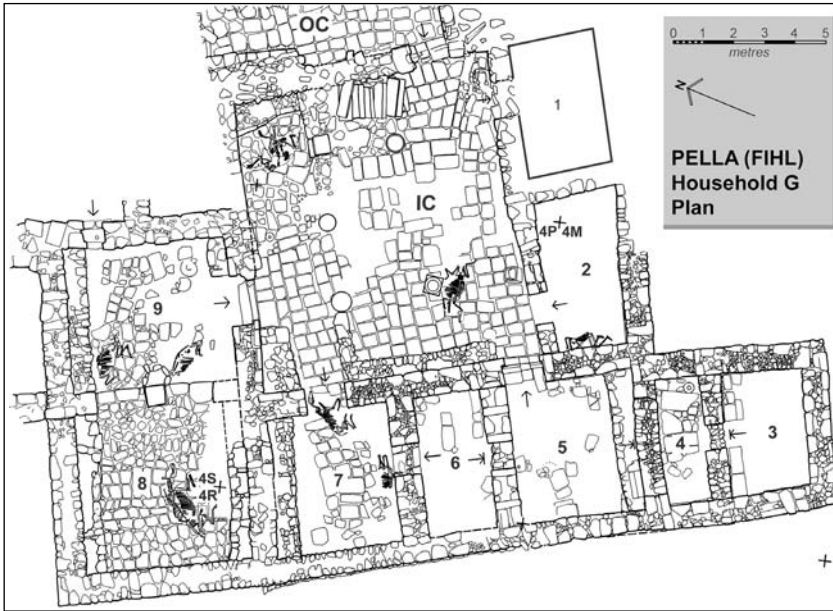 OC
0 1 2 3 4 5
metres
N
PELLA (FIHL)
Household G
Plan
1
IC
4P 4M
2
9
8
4S
4R
7
6
5
4
3